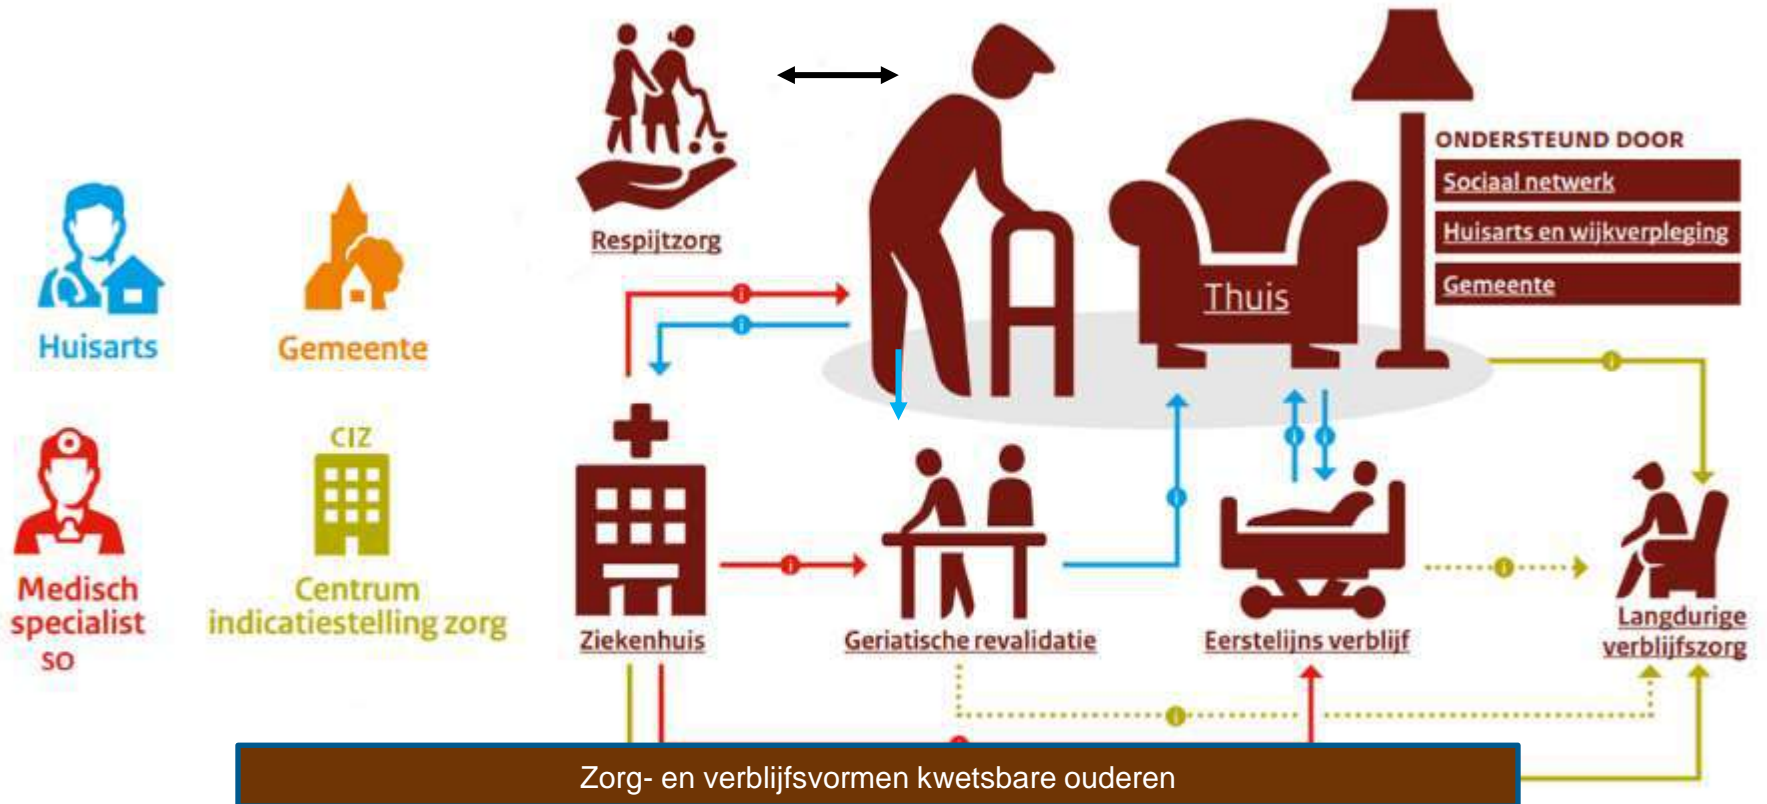 ONDERSTEUND DOOR
Sociaal netwerk
Huisarts en wijkverpleging
Gemeente
Respijtzorg
Thuis
Huisarts
Gemeente
CIZ
Medisch
specialist
so
Centrum
indicatiestelling zorg
Ziekenhuis
Geriatische revalidatie
Eerstelijns verblijf
Langdurige
verblijfszorg
Zorg- en verblijfsvormen kwetsbare ouderen